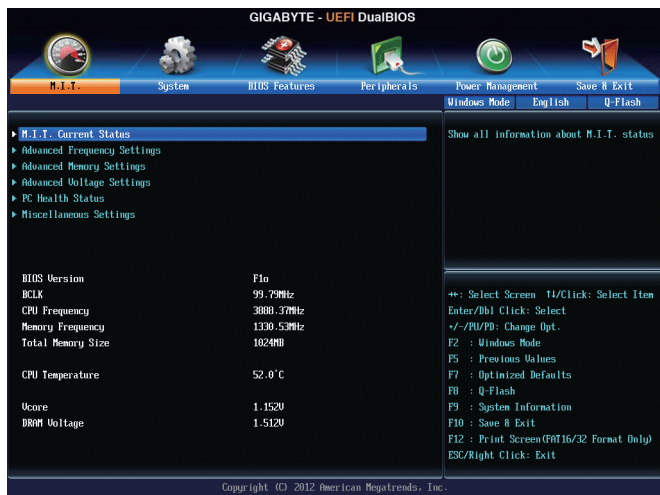 GIGABYTE - UEFI DualBIOS
M.I.T. System BIOS Features Peripherals Power Management Save & Exit
Windows Mode English Q-Flash
M.I.T. Current Status
Advanced Frequency Settings
Advanced Memory Settings
Advanced Voltage Settings
PC Health Status
Miscellaneous Settings
Show all information about M.I.T. status
BIOS Version F1o
BCLK 99.79MHz
CPU Frequency 3888.37MHz
Memory Frequency 1330.53MHz
Total Memory Size 1024MB
CPU Temperature 52.0°C
Vcore 1.152V
DRAM Voltage 1.512V
→←: Select Screen ↑↓/Click: Select Item
Enter/Dbl Click: Select
+/-/PU/PD: Change Opt.
F2 : Windows Mode
F5 : Previous Values
F7 : Optimized Defaults
F8 : Q-Flash
F9 : System Information
F10 : Save & Exit
F12 : Print Screen(FAT16/32 Format Only)
ESC/Right Click: Exit
Copyright (C) 2012 American Megatrends, Inc.